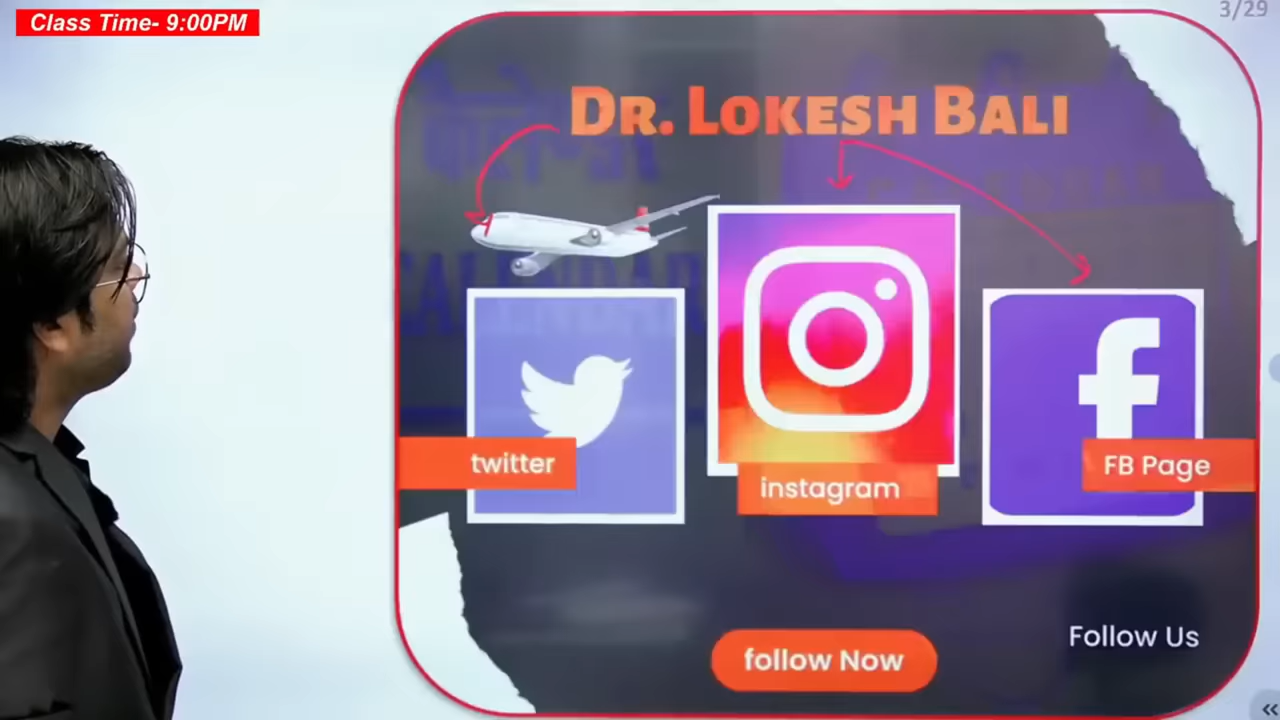 Class Time- 9:00PM
3/29
DR. LOKESH BALI
twitter
instagram
FB Page
Follow Us
follow Now